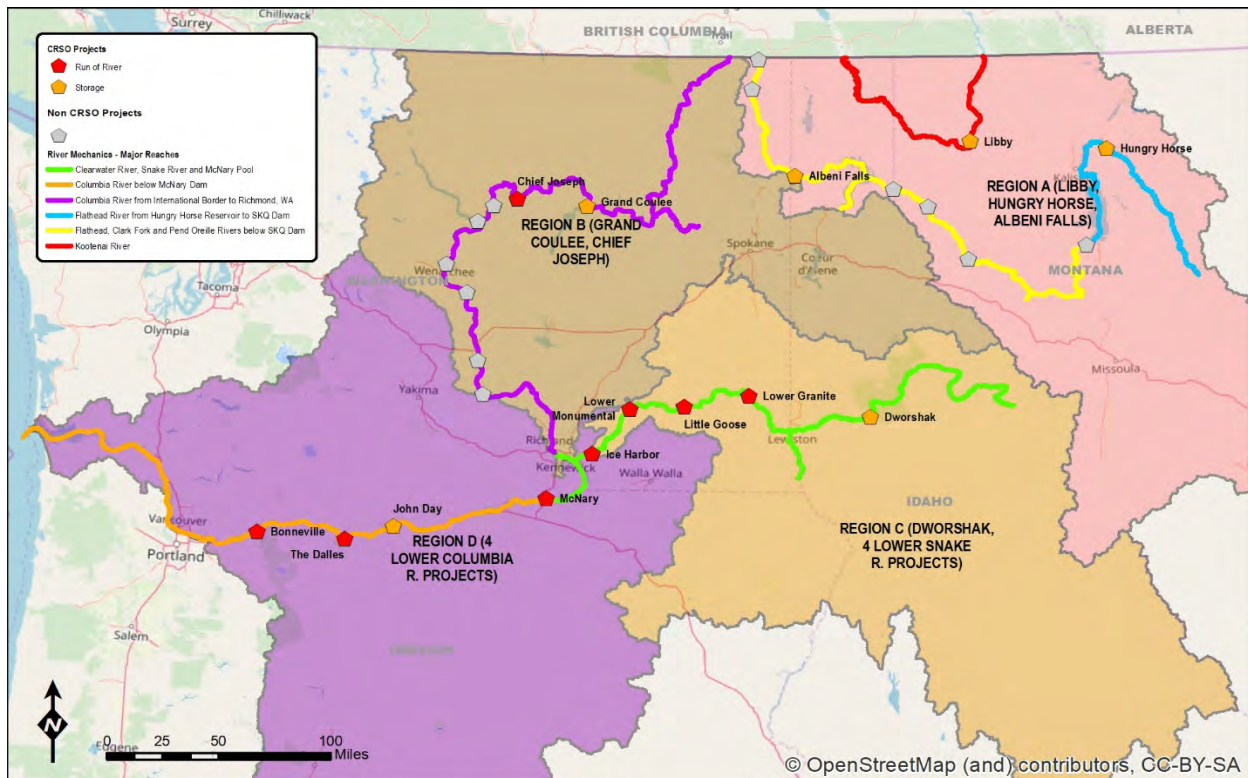 Surrey
Chilliwack
BRITISH COLUMBIA
Trail
ALBERTA
CRSO Projects
Run of River
Storage
Non CRSO Projects
River Mechanics - Major Reaches
Clearwater River, Snake River and McNary Pool
Columbia River below McNary Dam
Columbia River from International Border to Richmond, WA
Flathead River from Hungry Horse Reservoir to SKQ Dam
Flathead, Clark Fork and Pend Oreille Rivers below SKQ Dam
Kootenai River
Libby
Hungry Horse
Chief Joseph
Albeni Falls
Grand Coulee
REGION A (LIBBY,
HUNGRY HORSE,
ALBENI FALLS)
REGION B (GRAND
COULEE, CHIEF
JOSEPH)
Spokane
Coeur
d'Alene
MONTANA
Tacoma
Olympia
Missoula
Yakima
Lower
Monumental
Lower Granite
Little Goose
Dworshak
Lewiston
Richland
Kennewick
Ice Harbor
Walla Walla
McNary
IDAHO
John Day
Bonneville
The Dalles
Vancouver
Portland
REGION D (4
LOWER COLUMBIA
R. PROJECTS)
REGION C (DWORSHAK,
4 LOWER SNAKE
R. PROJECTS)
Salem
N
0 25 50 100
Miles
© OpenStreetMap (and) contributors, CC-BY-SA